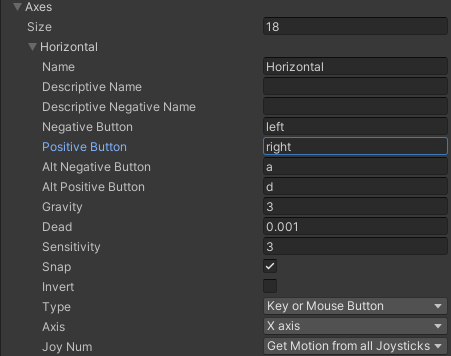 Axes
Size 18
Horizontal
Name Horizontal
Descriptive Name
Descriptive Negative Name
Negative Button left
Positive Button right
Alt Negative Button a
Alt Positive Button d
Gravity 3
Dead 0.001
Sensitivity 3
Snap
Invert
Type Key or Mouse Button
Axis X axis
Joy Num Get Motion from all Joysticks